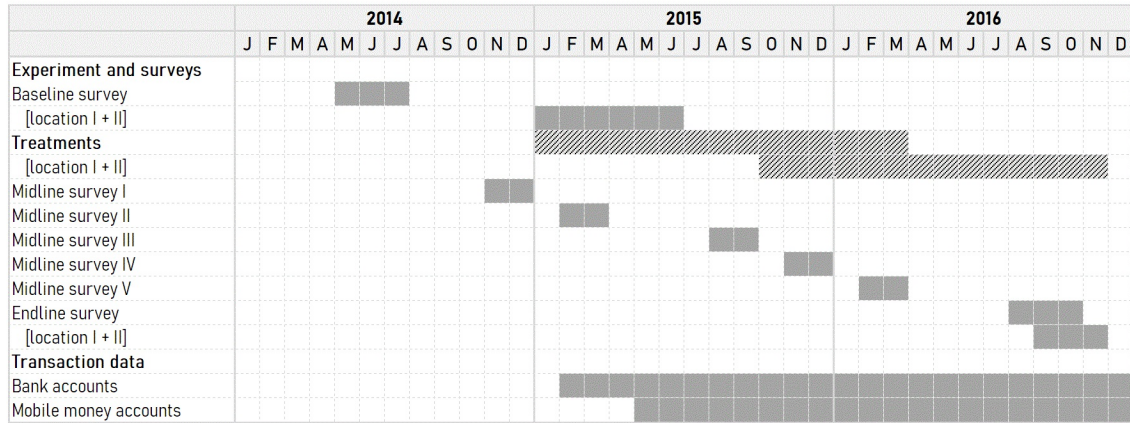 2014 2015 2016
J F M A M J J A S O N D J F M A M J J A S O N D J F M A M J J A S O N D
Experiment and surveys
Baseline survey
[location I + II]
Treatments
[location I + II]
Midline survey I
Midline survey II
Midline survey III
Midline survey IV
Midline survey V
Endline survey
[location I + II]
Transaction data
Bank accounts
Mobile money accounts